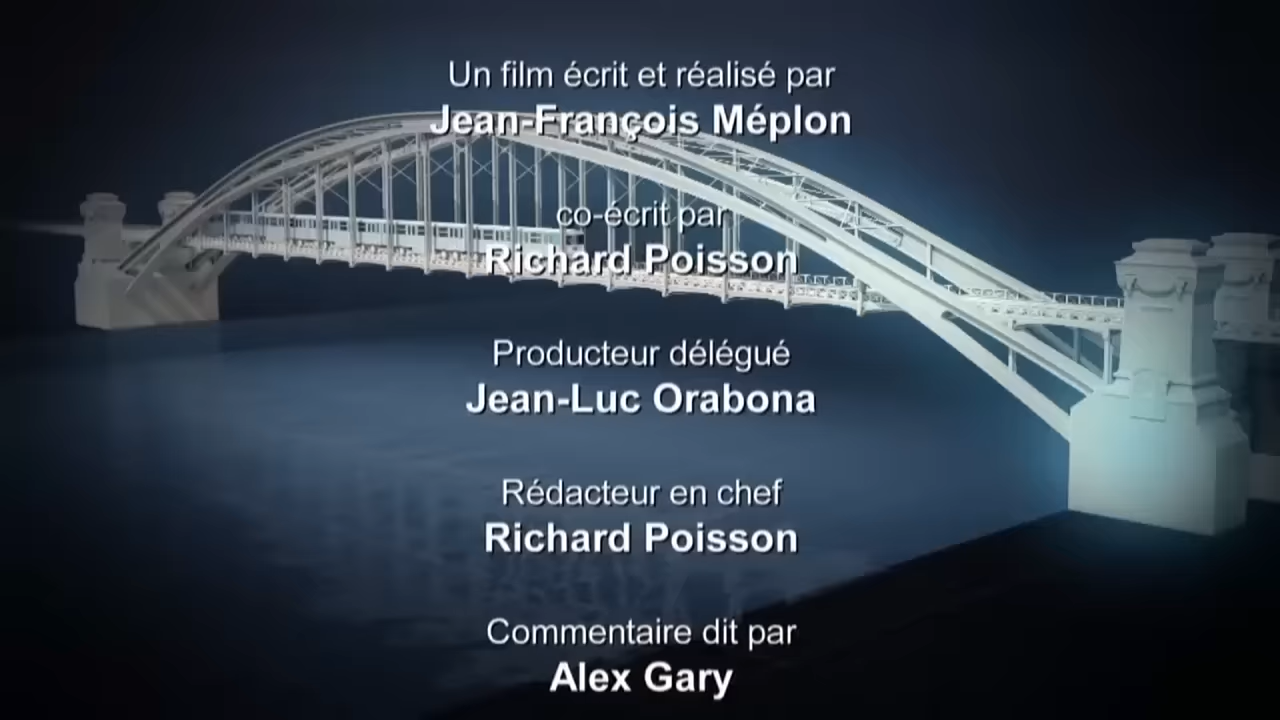 Un film écrit et réalisé par
Jean-François Méplon
co-écrit par
Richard Poisson
Producteur délégué
Jean-Luc Orabona
Rédacteur en chef
Richard Poisson
Commentaire dit par
Alex Gary